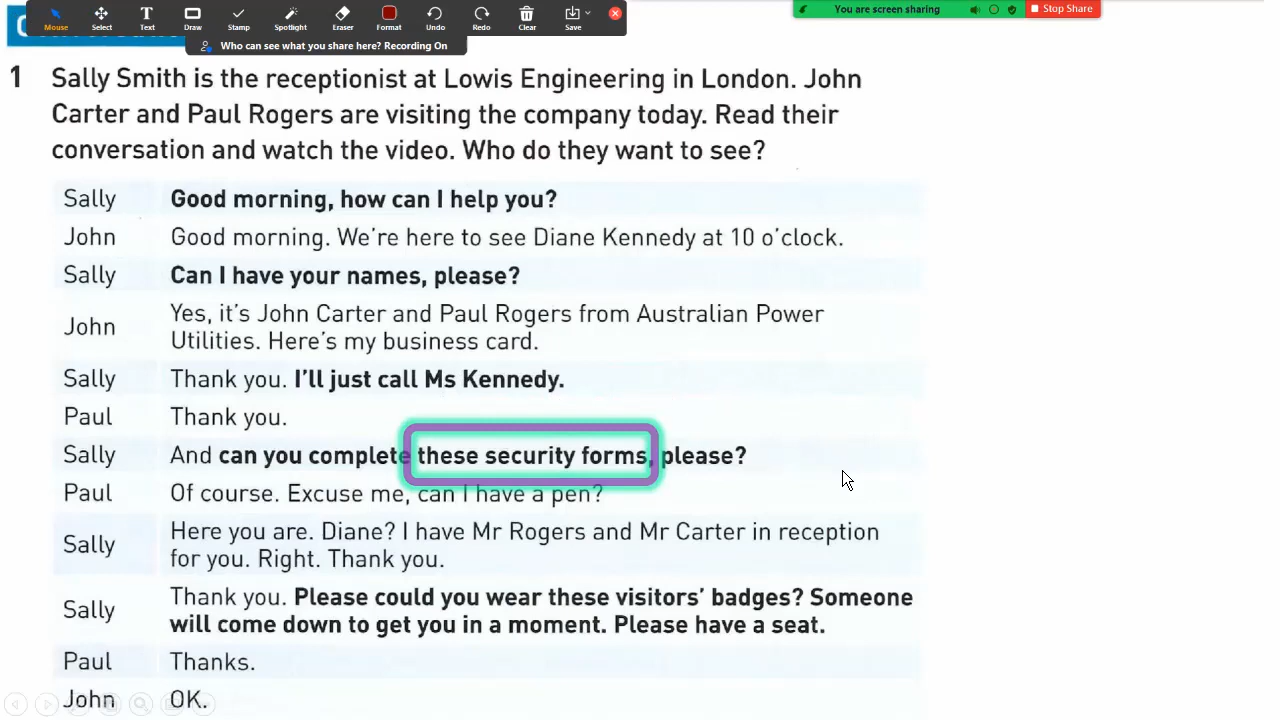 Mouse Select Text Draw Stamp Spotlight Eraser Format Undo Redo Clear Save
You are screen sharing Stop Share
Who can see what you share here? Recording On
1 Sally Smith is the receptionist at Lowis Engineering in London. John
Carter and Paul Rogers are visiting the company today. Read their
conversation and watch the video. Who do they want to see?
Sally Good morning, how can I help you?
John Good morning. We're here to see Diane Kennedy at 10 o'clock.
Sally Can I have your names, please?
John Yes, it's John Carter and Paul Rogers from Australian Power
Utilities. Here's my business card.
Sally Thank you. I'll just call Ms Kennedy.
Paul Thank you.
Sally And can you complete these security forms, please?
Paul Of course. Excuse me, can I have a pen?
Sally Here you are. Diane? I have Mr Rogers and Mr Carter in reception
for you. Right. Thank you.
Sally Thank you. Please could you wear these visitors' badges? Someone
will come down to get you in a moment. Please have a seat.
Paul Thanks.
John OK.